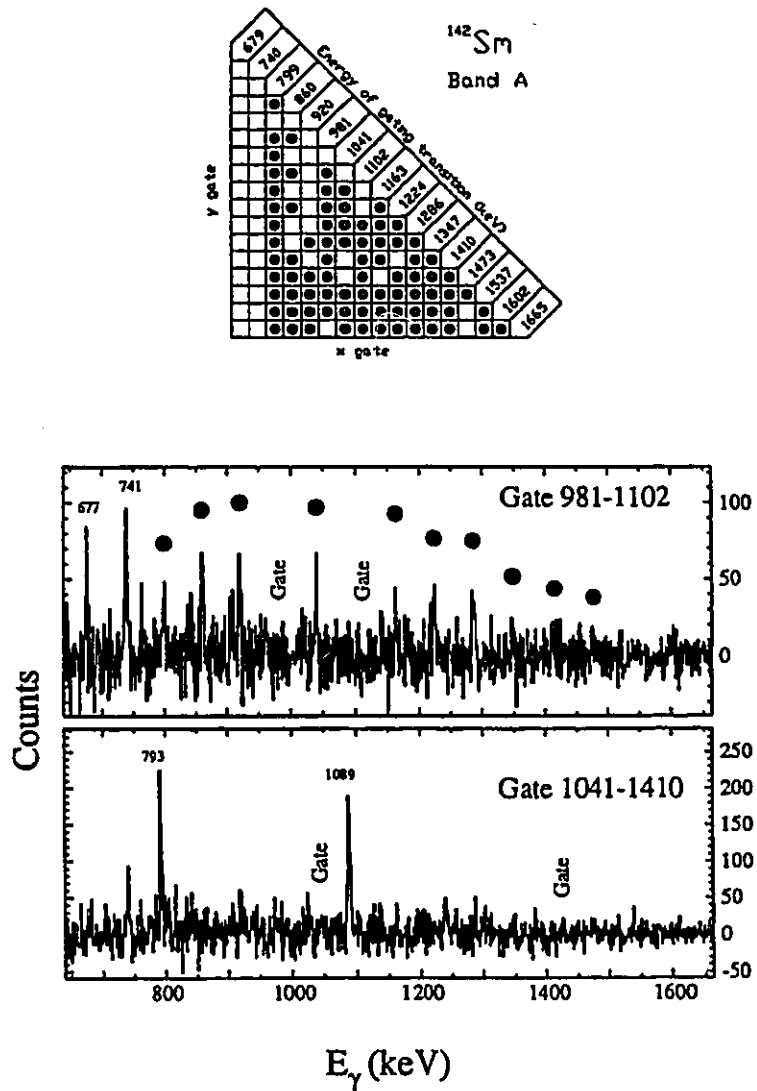 ¹⁴²Sm
Band A
Energy of gating transition (keV)
679
740
799
860
920
981
1041
1102
1163
1224
1286
1347
1410
1473
1537
1602
1665
y gate
x gate
Gate 981-1102
677
741
Gate
Gate
100
50
0
Counts
Gate 1041-1410
793
1089
Gate
Gate
250
200
150
100
50
0
-50
800
1000
1200
1400
1600
Eγ (keV)